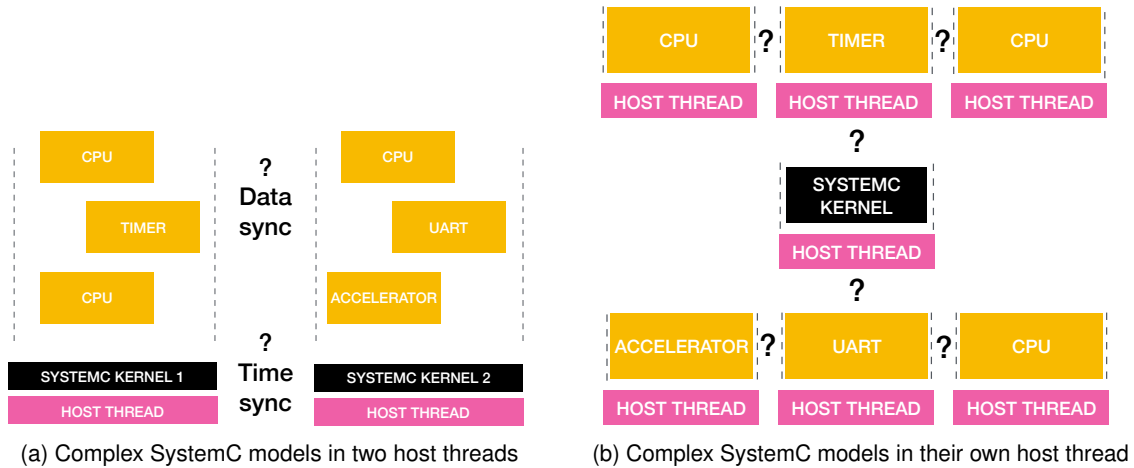 CPU
TIMER
CPU
?
Data
sync
CPU
UART
ACCELERATOR
?
Time
sync
SYSTEMC KERNEL 1
HOST THREAD
SYSTEMC KERNEL 2
HOST THREAD
(a) Complex SystemC models in two host threads
CPU ? TIMER ? CPU
HOST THREAD HOST THREAD HOST THREAD
?
SYSTEMC
KERNEL
HOST THREAD
?
ACCELERATOR ? UART ? CPU
HOST THREAD HOST THREAD HOST THREAD
(b) Complex SystemC models in their own host thread